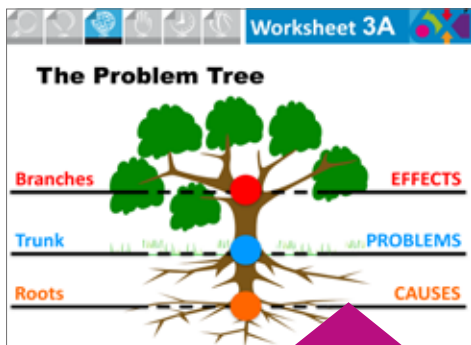 Worksheet 3A
The Problem Tree
Branches EFFECTS
Trunk PROBLEMS
Roots CAUSES